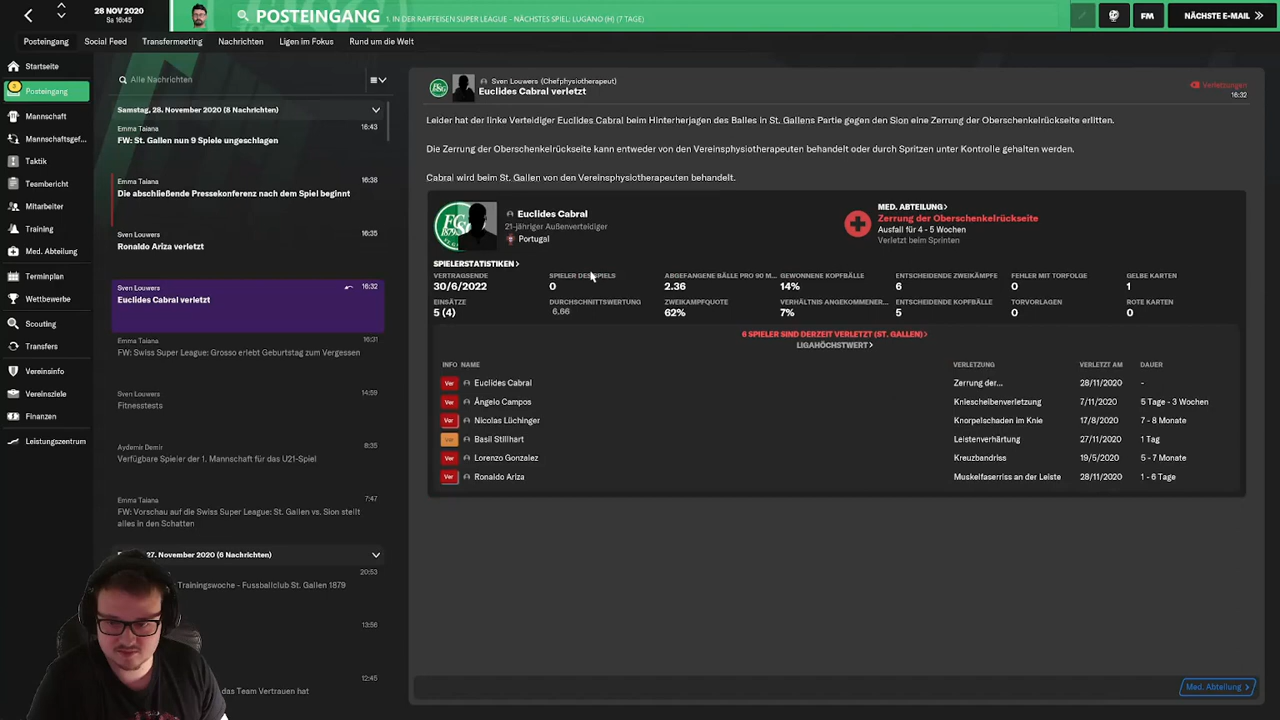 28 NOV 2020
Sa 16:45
POSTEINGANG
1. IN DER RAIFFEISEN SUPER LEAGUE - NÄCHSTES SPIEL: LUGANO (H) (7 TAGE)
FM
NÄCHSTE E-MAIL
Posteingang
Social Feed
Transfermeeting
Nachrichten
Ligen im Fokus
Rund um die Welt
Startseite
Posteingang
Mannschaft
Mannschaftsgef...
Taktik
Teambericht
Mitarbeiter
Training
Med. Abteilung
Terminplan
Wettbewerbe
Scouting
Transfers
Vereinsinfo
Vereinsziele
Finanzen
Leistungszentrum
Alle Nachrichten
Samstag, 28. November 2020 (8 Nachrichten)
Emma Taiana 16:43
FW: St. Gallen nun 9 Spiele ungeschlagen
Emma Taiana 16:38
Die abschließende Pressekonferenz nach dem Spiel beginnt
Sven Louwers 16:35
Ronaldo Ariza verletzt
Sven Louwers 16:32
Euclides Cabral verletzt
Emma Taiana 16:31
FW: Swiss Super League: Grosso erlebt Geburtstag zum Vergessen
Sven Louwers 14:59
Fitnesstests
Aydemir Demir 8:35
Verfügbare Spieler der 1. Mannschaft für das U21-Spiel
Emma Taiana 7:47
FW: Vorschau auf die Swiss Super League: St. Gallen vs. Sion stellt
alles in den Schatten
27. November 2020 (6 Nachrichten)
20:53
Trainingswoche - Fussballclub St. Gallen 1879
13:56
12:45
das Team Vertrauen hat
Sven Louwers (Chefphysiotherapeut)
Euclides Cabral verletzt
Verletzungen
16:32
Leider hat der linke Verteidiger Euclides Cabral beim Hinterherjagen des Balles in St. Gallens Partie gegen den Sion eine Zerrung der Oberschenkelrückseite erlitten.
Die Zerrung der Oberschenkelrückseite kann entweder von den Vereinsphysiotherapeuten behandelt oder durch Spritzen unter Kontrolle gehalten werden.
Cabral wird beim St. Gallen von den Vereinsphysiotherapeuten behandelt.
Euclides Cabral
21-jähriger Außenverteidiger
Portugal
MED. ABTEILUNG>
Zerrung der Oberschenkelrückseite
Ausfall für 4 - 5 Wochen
Verletzt beim Sprinten
SPIELERSTATISTIKEN >
VERTRAGSENDE SPIELER DES SPIELS ABGEFANGENE BÄLLE PRO 90 M... GEWONNENE KOPFBÄLLE ENTSCHEIDENDE ZWEIKÄMPFE FEHLER MIT TORFOLGE GELBE KARTEN
30/6/2022 0 2.36 14% 6 0 1
EINSÄTZE DURCHSCHNITTSWERTUNG ZWEIKAMPFQUOTE VERHÄLTNIS ANGEKOMMENER... ENTSCHEIDENDE KOPFBÄLLE TORVORLAGEN ROTE KARTEN
5 (4) 6.66 62% 7% 5 0 0
6 SPIELER SIND DERZEIT VERLETZT (ST. GALLEN) >
LIGAHÖCHSTWERT >
INFO NAME VERLETZUNG VERLETZT AM DAUER
Ver Euclides Cabral Zerrung der... 28/11/2020 -
Ver Ângelo Campos Kniescheibenverletzung 7/11/2020 5 Tage - 3 Wochen
Ver Nicolas Lüchinger Knorpelschaden im Knie 17/8/2020 7 - 8 Monate
Ver Basil Stillhart Leistenverhärtung 27/11/2020 1 Tag
Ver Lorenzo Gonzalez Kreuzbandriss 19/5/2020 5 - 7 Monate
Ver Ronaldo Ariza Muskelfaserriss an der Leiste 28/11/2020 1 - 6 Tage
Med. Abteilung >